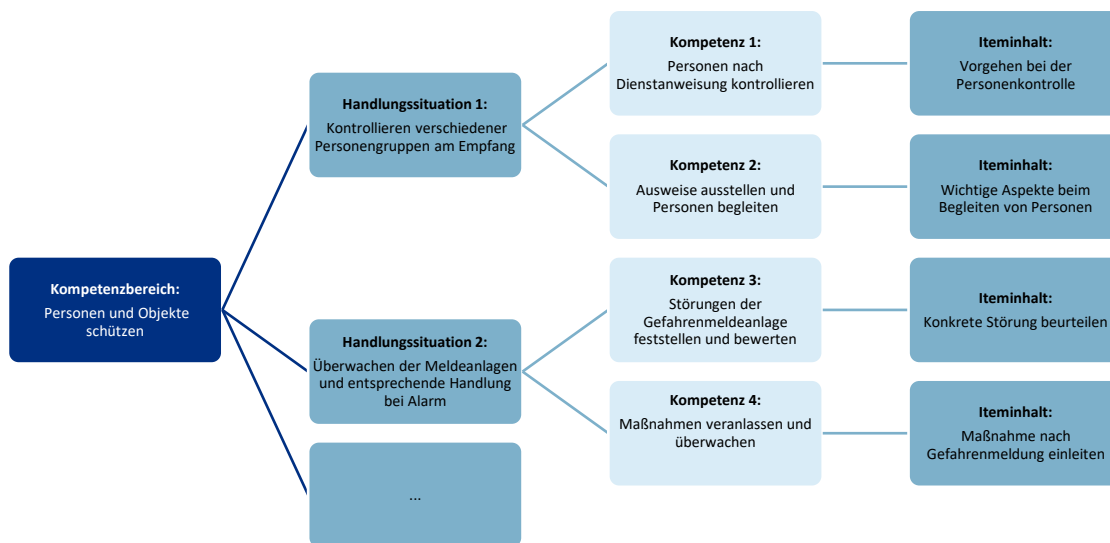 Kompetenzbereich:
Personen und Objekte
schützen
Handlungssituation 1:
Kontrollieren verschiedener
Personengruppen am Empfang
Handlungssituation 2:
Überwachen der Meldeanlagen
und entsprechende Handlung
bei Alarm
...
Kompetenz 1:
Personen nach
Dienstanweisung kontrollieren
Kompetenz 2:
Ausweise ausstellen und
Personen begleiten
Kompetenz 3:
Störungen der
Gefahrenmeldeanlage
feststellen und bewerten
Kompetenz 4:
Maßnahmen veranlassen und
überwachen
Iteminhalt:
Vorgehen bei der
Personenkontrolle
Iteminhalt:
Wichtige Aspekte beim
Begleiten von Personen
Iteminhalt:
Konkrete Störung beurteilen
Iteminhalt:
Maßnahme nach
Gefahrenmeldung einleiten